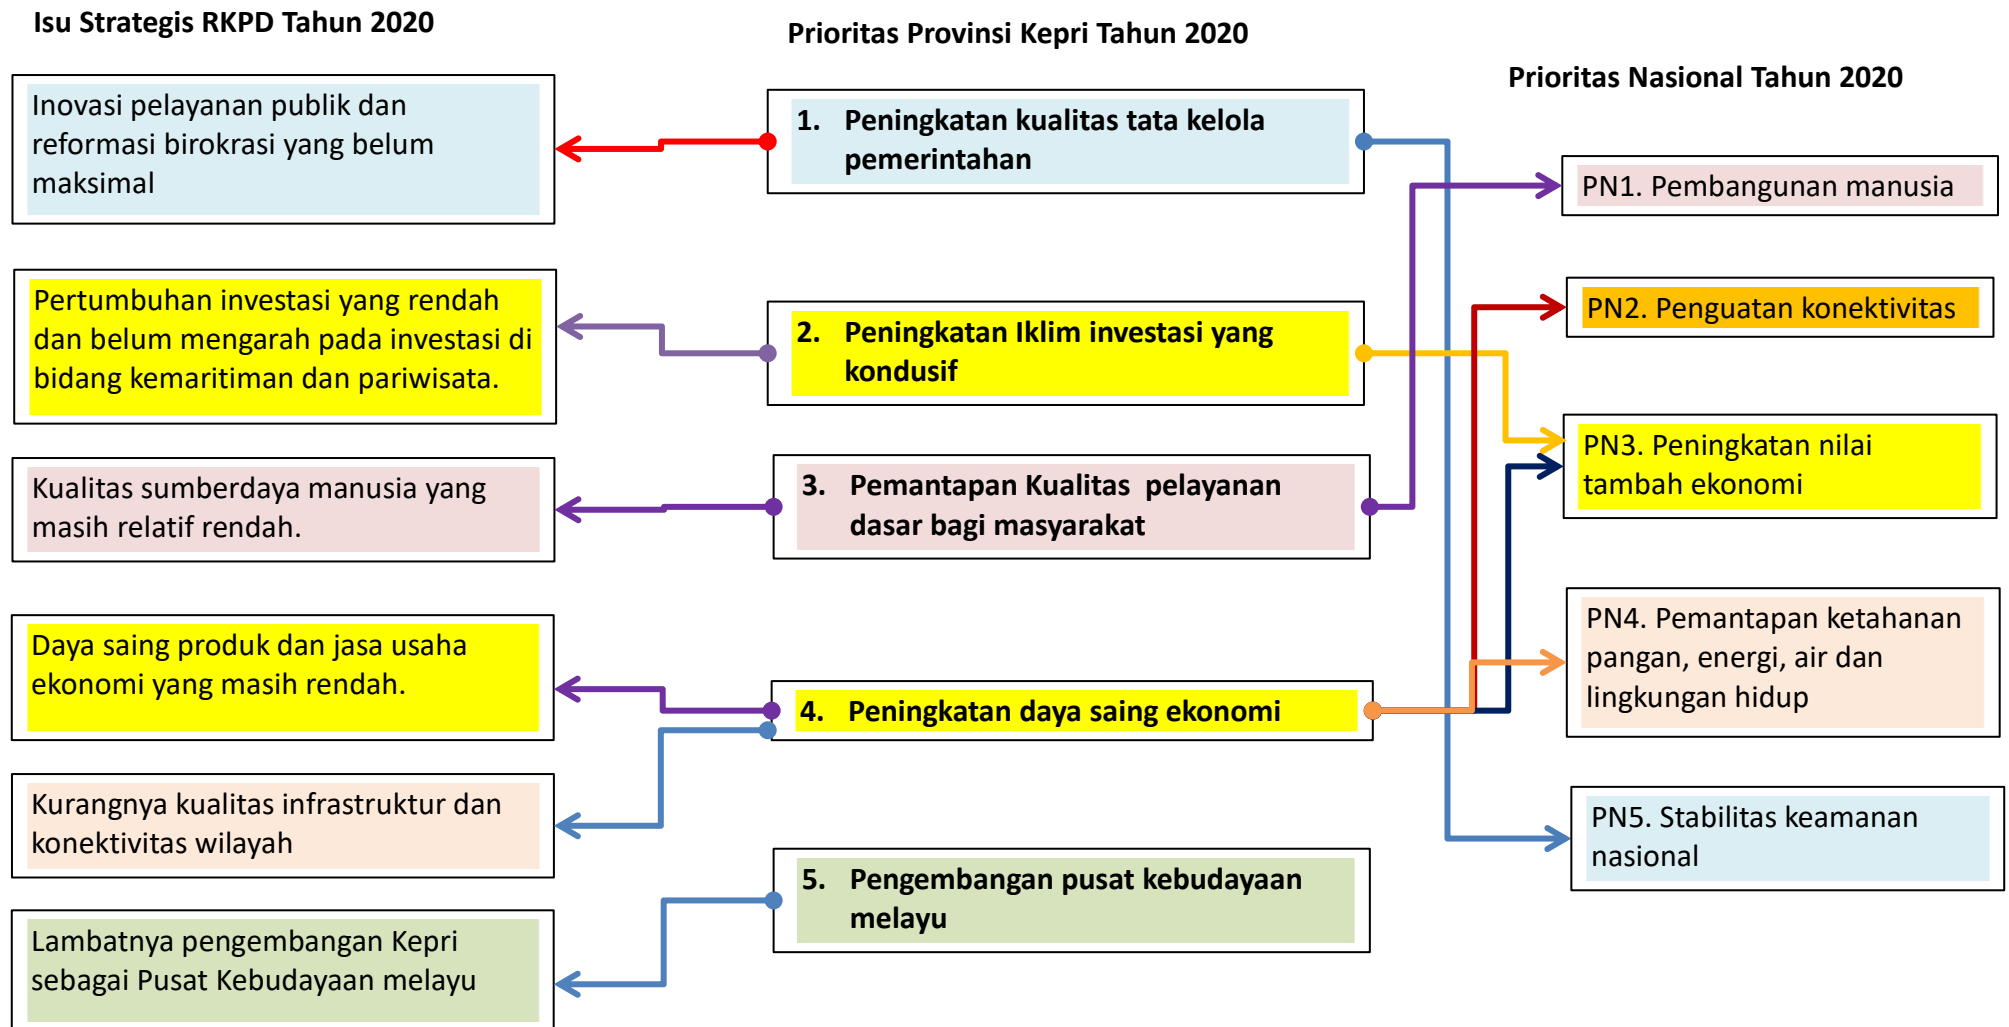 Isu Strategis RKPD Tahun 2020
Inovasi pelayanan publik dan
reformasi birokrasi yang belum
maksimal
Pertumbuhan investasi yang rendah
dan belum mengarah pada investasi di
bidang kemaritiman dan pariwisata.
Kualitas sumberdaya manusia yang
masih relatif rendah.
Daya saing produk dan jasa usaha
ekonomi yang masih rendah.
Kurangnya kualitas infrastruktur dan
konektivitas wilayah
Lambatnya pengembangan Kepri
sebagai Pusat Kebudayaan melayu
Prioritas Provinsi Kepri Tahun 2020
1. Peningkatan kualitas tata kelola
pemerintahan
2. Peningkatan Iklim investasi yang
kondusif
3. Pemantapan Kualitas pelayanan
dasar bagi masyarakat
4. Peningkatan daya saing ekonomi
5. Pengembangan pusat kebudayaan
melayu
Prioritas Nasional Tahun 2020
PN1. Pembangunan manusia
PN2. Penguatan konektivitas
PN3. Peningkatan nilai
tambah ekonomi
PN4. Pemantapan ketahanan
pangan, energi, air dan
lingkungan hidup
PN5. Stabilitas keamanan
nasional